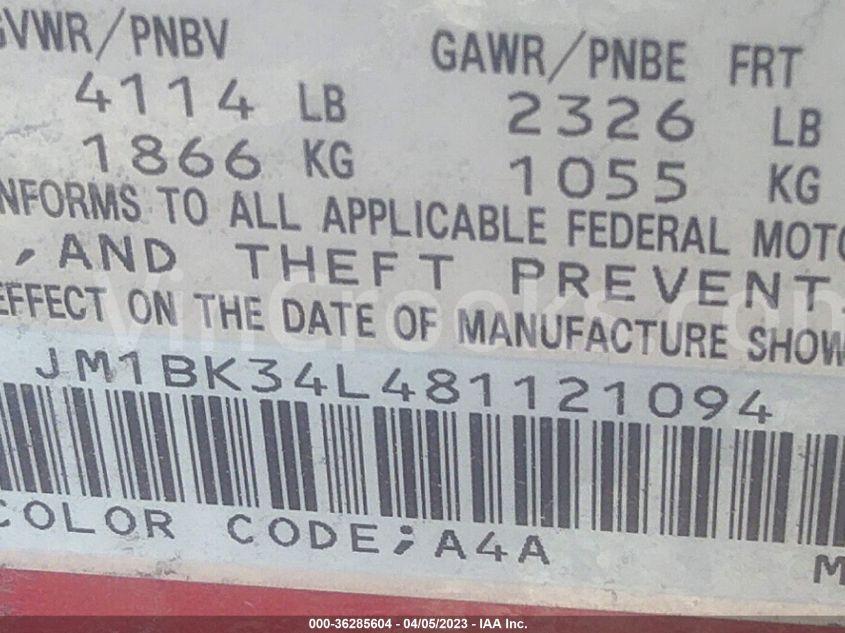 GVWR/PNBV GAWR/PNBE FRT
4114 LB 2326 LB
1866 KG 1055 KG
NFORMS TO ALL APPLICABLE FEDERAL MOTO
, AND THEFT PREVENT
EFFECT ON THE DATE OF MANUFACTURE SHOW
VinCrooks.com
JM1BK34L481121094
COLOR CODE; A4A M
000-36285604 - 04/05/2023 - IAA Inc.